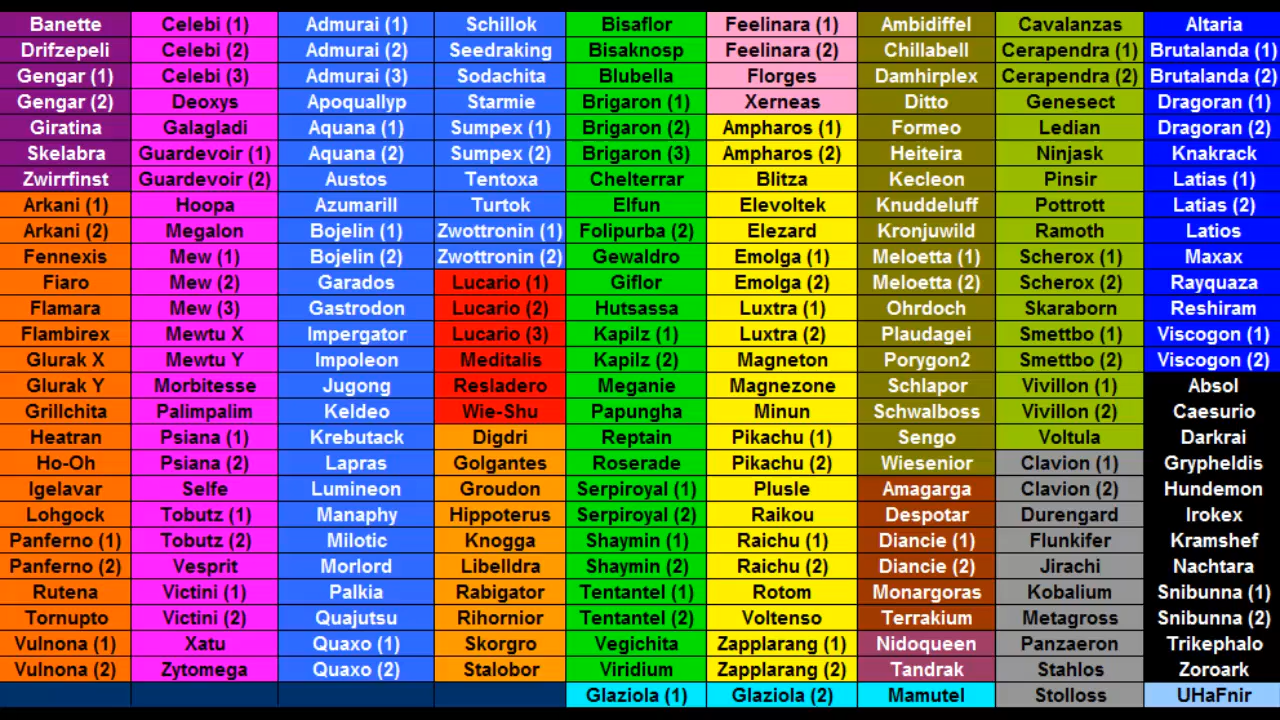 Banette Celebi (1) Admurai (1) Schillok Bisaflor Feelinara (1) Ambidiffel Cavalanzas Altaria
Drifzepeli Celebi (2) Admurai (2) Seedraking Bisaknosp Feelinara (2) Chillabell Cerapendra (1) Brutalanda (1)
Gengar (1) Celebi (3) Admurai (3) Sodachita Blubella Florges Damhirplex Cerapendra (2) Brutalanda (2)
Gengar (2) Deoxys Apoquallyp Starmie Brigaron (1) Xerneas Ditto Genesect Dragoran (1)
Giratina Galagladi Aquana (1) Sumpex (1) Brigaron (2) Ampharos (1) Formeo Ledian Dragoran (2)
Skelabra Guardevoir (1) Aquana (2) Sumpex (2) Brigaron (3) Ampharos (2) Heiteira Ninjask Knakrack
Zwirrfinst Guardevoir (2) Austos Tentoxa Chelterrar Blitza Kecleon Pinsir Latias (1)
Arkani (1) Hoopa Azumarill Turtok Elfun Elevoltek Knuddeluff Pottrott Latias (2)
Arkani (2) Megalon Bojelin (1) Zwottronin (1) Folipurba (2) Elezard Kronjuwild Ramoth Latios
Fennexis Mew (1) Bojelin (2) Zwottronin (2) Gewaldro Emolga (1) Meloetta (1) Scherox (1) Maxax
Fiaro Mew (2) Garados Lucario (1) Giflor Emolga (2) Meloetta (2) Scherox (2) Rayquaza
Flamara Mew (3) Gastrodon Lucario (2) Hutsassa Luxtra (1) Ohrdoch Skaraborn Reshiram
Flambirex Mewtu X Impergator Lucario (3) Kapilz (1) Luxtra (2) Plaudagei Smettbo (1) Viscogon (1)
Glurak X Mewtu Y Impoleon Meditalis Kapilz (2) Magneton Porygon2 Smettbo (2) Viscogon (2)
Glurak Y Morbitesse Jugong Resladero Meganie Magnezone Schlapor Vivillon (1) Absol
Grillchita Palimpalim Keldeo Wie-Shu Papungha Minun Schwalboss Vivillon (2) Caesurio
Heatran Psiana (1) Krebutack Digdri Reptain Pikachu (1) Sengo Voltula Darkrai
Ho-Oh Psiana (2) Lapras Golgantes Roserade Pikachu (2) Wiesenior Clavion (1) Grypheldis
Igelavar Selfe Lumineon Groudon Serpiroyal (1) Plusle Amagarga Clavion (2) Hundemon
Lohgock Tobutz (1) Manaphy Hippoterus Serpiroyal (2) Raikou Despotar Durengard Irokex
Panferno (1) Tobutz (2) Milotic Knogga Shaymin (1) Raichu (1) Diancie (1) Flunkifer Kramshef
Panferno (2) Vesprit Morlord Libelldra Shaymin (2) Raichu (2) Diancie (2) Jirachi Nachtara
Rutena Victini (1) Palkia Rabigator Tentantel (1) Rotom Monargoras Kobalium Snibunna (1)
Tornupto Victini (2) Quajutsu Rihornior Tentantel (2) Voltenso Terrakium Metagross Snibunna (2)
Vulnona (1) Xatu Quaxo (1) Skorgro Vegichita Zapplarang (1) Nidoqueen Panzaeron Trikephalo
Vulnona (2) Zytomega Quaxo (2) Stalobor Viridium Zapplarang (2) Tandrak Stahlos Zoroark
Glaziola (1) Glaziola (2) Mamutel Stolloss UHaFnir